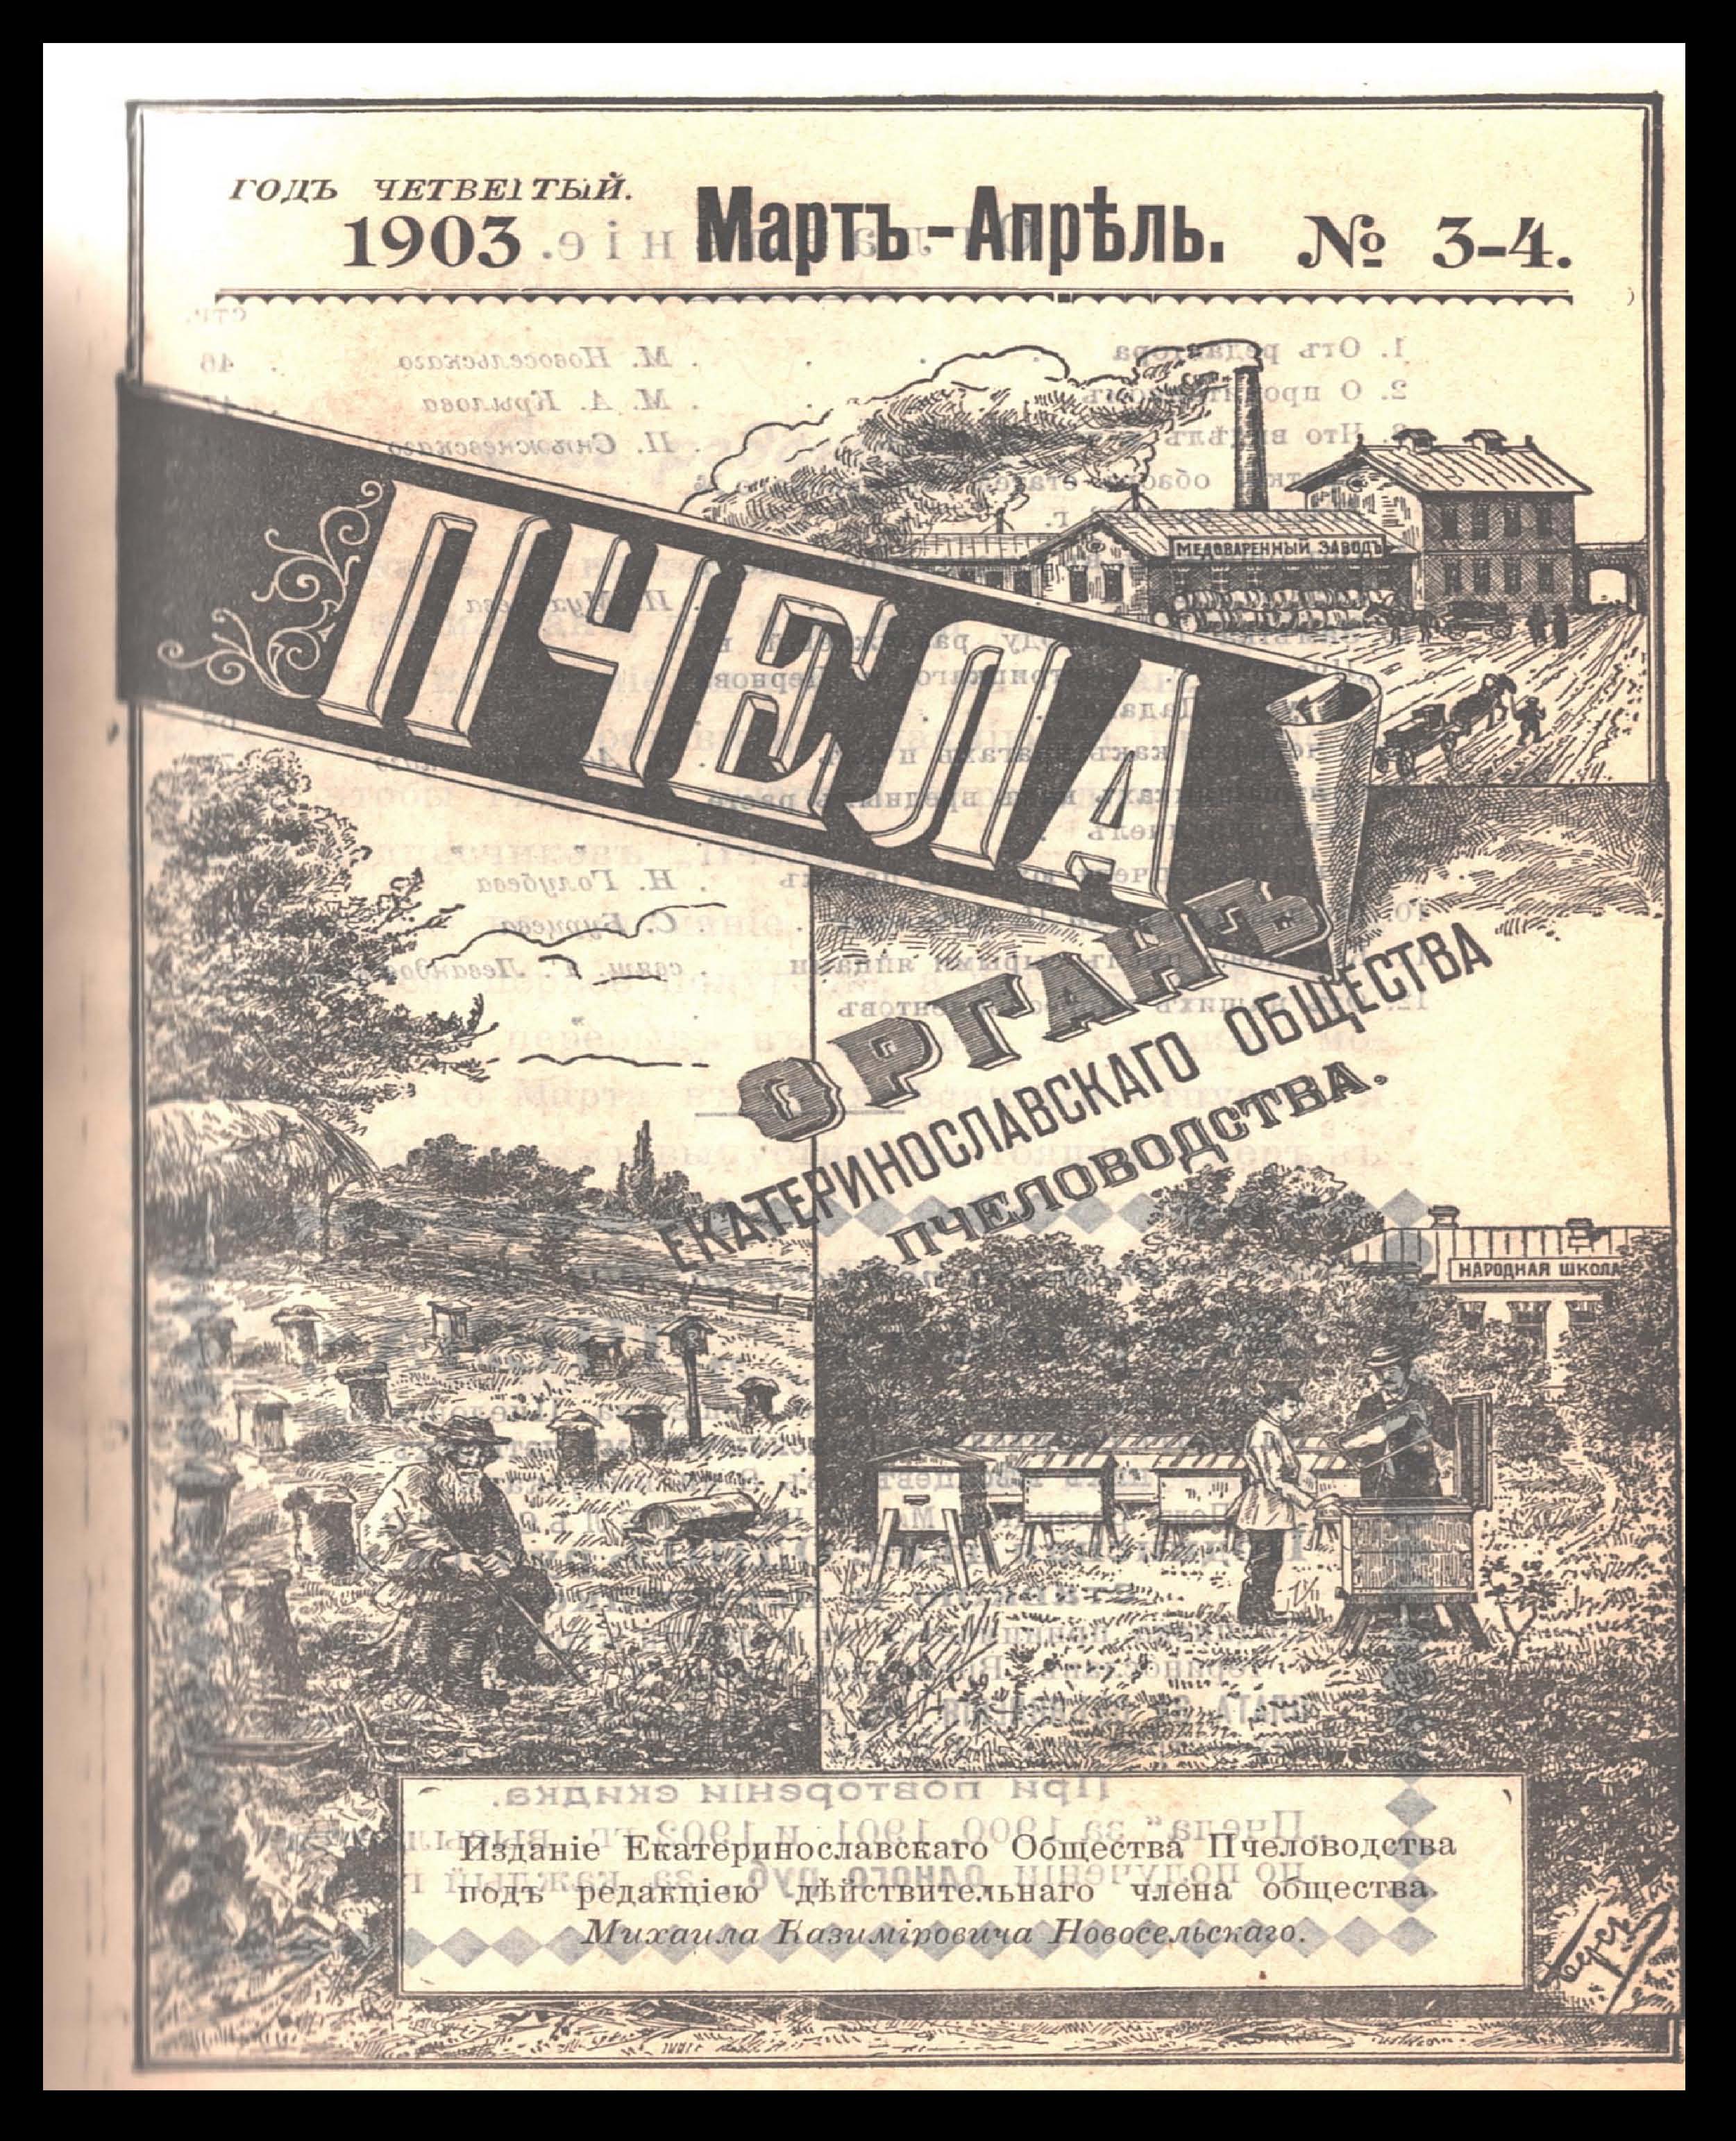 ГОДЪ ЧЕТВЕРТЫЙ.
1903 Мартъ-Апрѣль. № 3-4.
МЕДОВАРЕННЫЙ ЗАВОДЪ
ПЧЕЛА
ОРГАНЪ
ЕКАТЕРИНОСЛАВСКАГО ОБЩЕСТВА
ПЧЕЛОВОДСТВА.
НАРОДНАЯ ШКОЛА
Изданіе Екатеринославскаго Общества Пчеловодства
подъ редакціею дѣйствительнаго члена общества
Михаила Казиміровича Новосельскаго.